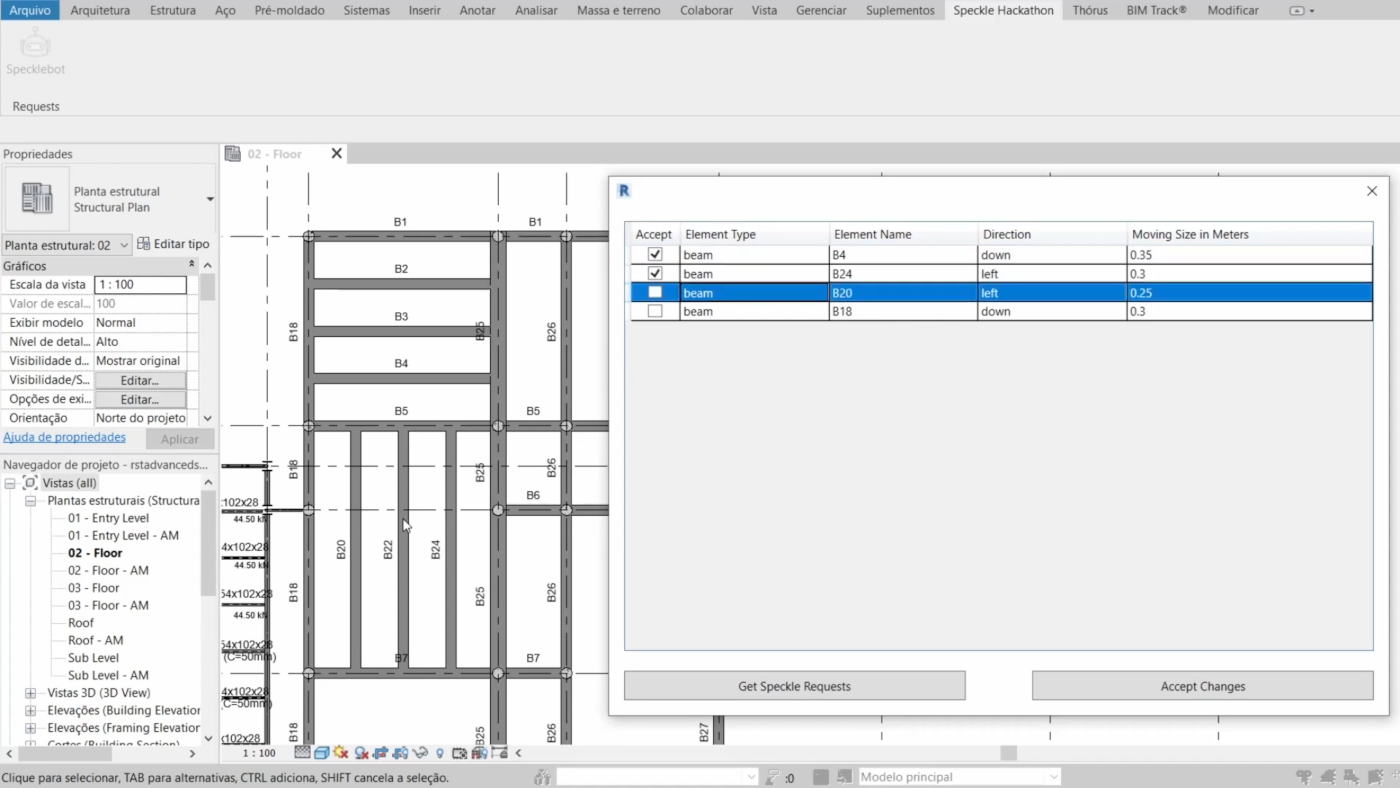 Arquivo Arquitetura Estrutura Aço Pré-moldado Sistemas Inserir Anotar Analisar Massa e terreno Colaborar Vista Gerenciar Suplementos Speckle Hackathon Thórus BIM Track® Modificar
Specklebot
Requests
Propriedades
Planta estrutural
Structural Plan
Planta estrutural: 02
Editar tipo
Gráficos
Escala da vista 1 : 100
Valor de escal... 100
Exibir modelo Normal
Nível de detal... Alto
Visibilidade d... Mostrar original
Visibilidade/S... Editar...
Opções de exi... Editar...
Orientação Norte do projeto
Ajuda de propriedades Aplicar
Navegador de projeto - rstadvanceds...
Vistas (all)
Plantas estruturais (Structura
01 - Entry Level
01 - Entry Level - AM
02 - Floor
02 - Floor - AM
03 - Floor
03 - Floor - AM
Roof
Roof - AM
Sub Level
Sub Level - AM
Vistas 3D (3D View)
Elevações (Building Elevation
Elevações (Framing Elevation
Cortes (Building Section)
02 - Floor
B1 B1
B2
B3
B18 B25 B26
B4
B5 B5
B18 B25 B26
B6
:102x28
44.50 kN
4x102x28
44.50 kN
54x102x28
44.50 kN
54x102x28
(C=50mm)
4x102x28
C=50mm)
:102x28
B20 B22 B24
B18 B25 B26
B7 B7
B18 B25 B26 B27
R
Accept Element Type Element Name Direction Moving Size in Meters
beam B4 down 0.35
beam B24 left 0.3
beam B20 left 0.25
beam B18 down 0.3
Get Speckle Requests Accept Changes
1 : 100
Clique para selecionar, TAB para alternativas, CTRL adiciona, SHIFT cancela a seleção.
:0
Modelo principal